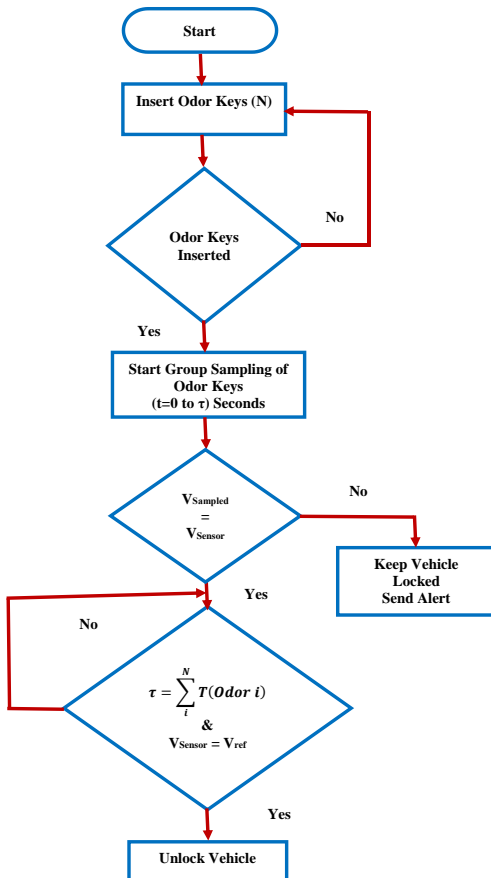 Start
Insert Odor Keys (N)
No
Odor Keys
Inserted
Yes
Start Group Sampling of
Odor Keys
(t=0 to τ) Seconds
No
VSampled
=
VSensor
Keep Vehicle
Locked
Send Alert
Yes
No
N
τ = ∑ T(Odor i)
i
&
VSensor = Vref
Yes
Unlock Vehicle